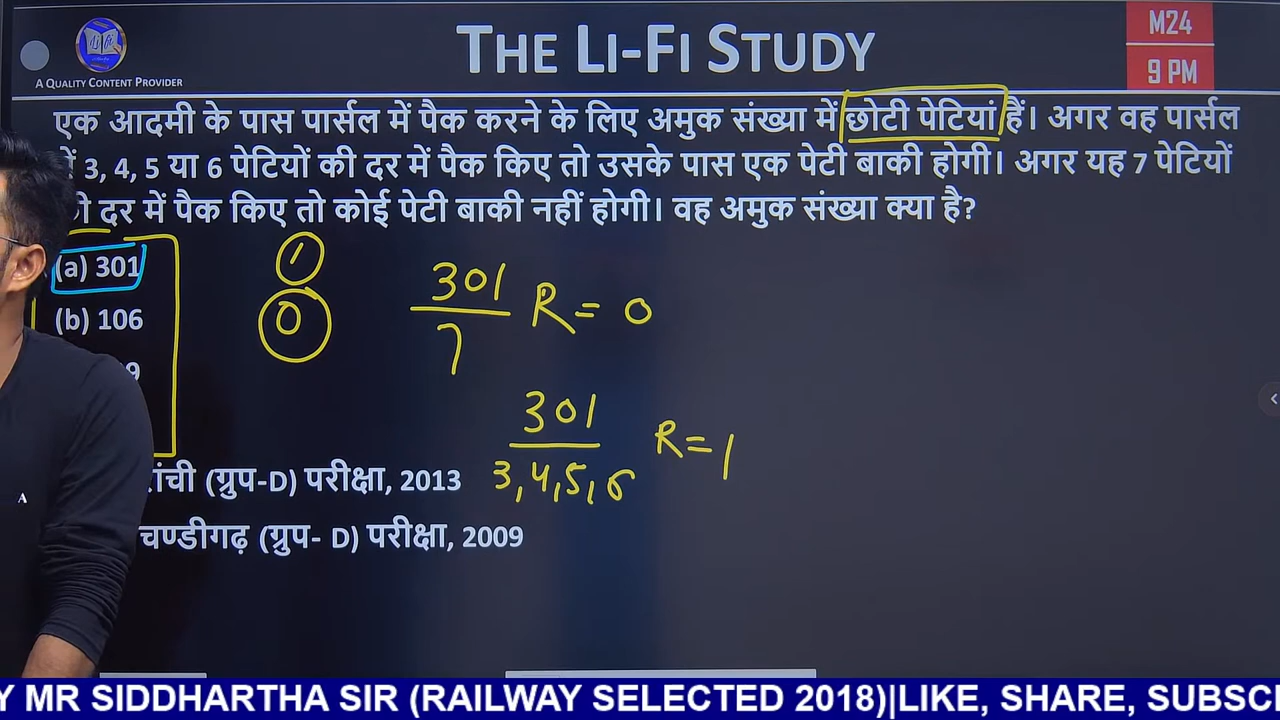 THE LI-FI STUDY
M24
9 PM
A QUALITY CONTENT PROVIDER
एक आदमी के पास पार्सल में पैक करने के लिए अमुक संख्या में छोटी पेटियां हैं। अगर वह पार्सल
3, 4, 5 या 6 पेटियों की दर में पैक किए तो उसके पास एक पेटी बाकी होगी। अगर यह 7 पेटियों
दर में पैक किए तो कोई पेटी बाकी नहीं होगी। वह अमुक संख्या क्या है?
(a) 301
(b) 106
9
1
0
301
7
R = 0
301
3,4,5,6
R = 1
रांची (ग्रुप-D) परीक्षा, 2013
चण्डीगढ़ (ग्रुप- D) परीक्षा, 2009
A
Y MR SIDDHARTHA SIR (RAILWAY SELECTED 2018)|LIKE, SHARE, SUBSC